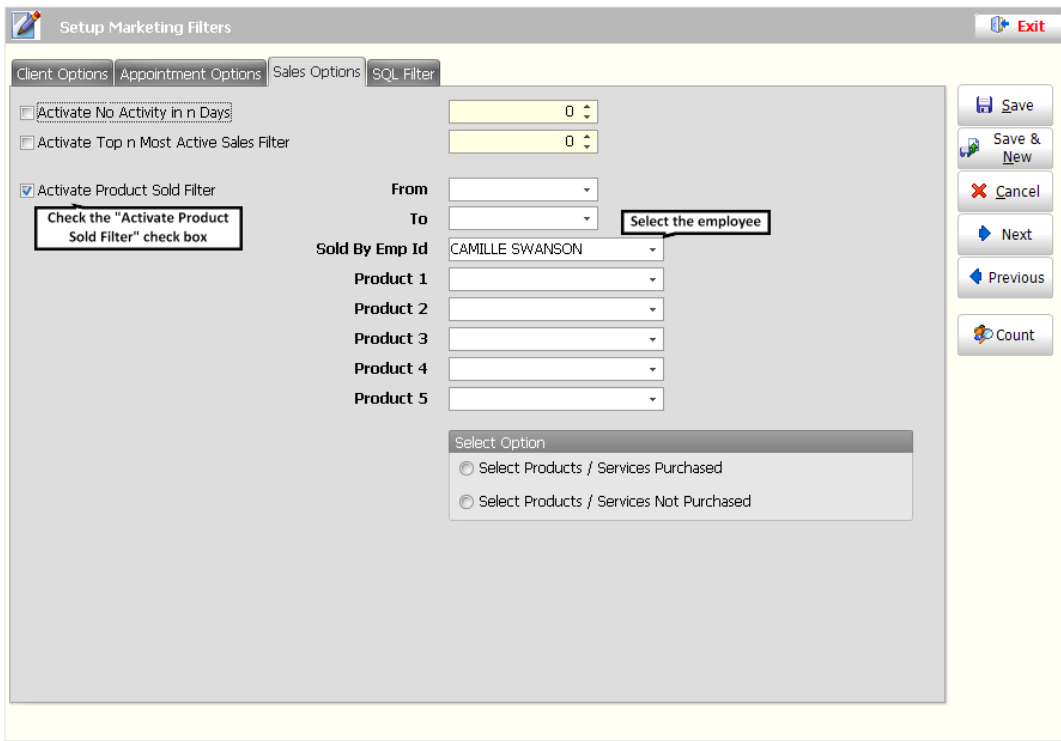 Setup Marketing Filters
Exit
Client Options
Appointment Options
Sales Options
SQL Filter
Activate No Activity in n Days
0
Activate Top n Most Active Sales Filter
0
Activate Product Sold Filter
From
Check the "Activate Product
Sold Filter" check box
To
Select the employee
Sold By Emp Id
CAMILLE SWANSON
Product 1
Product 2
Product 3
Product 4
Product 5
Select Option
Select Products / Services Purchased
Select Products / Services Not Purchased
Save
Save &
New
Cancel
Next
Previous
Count